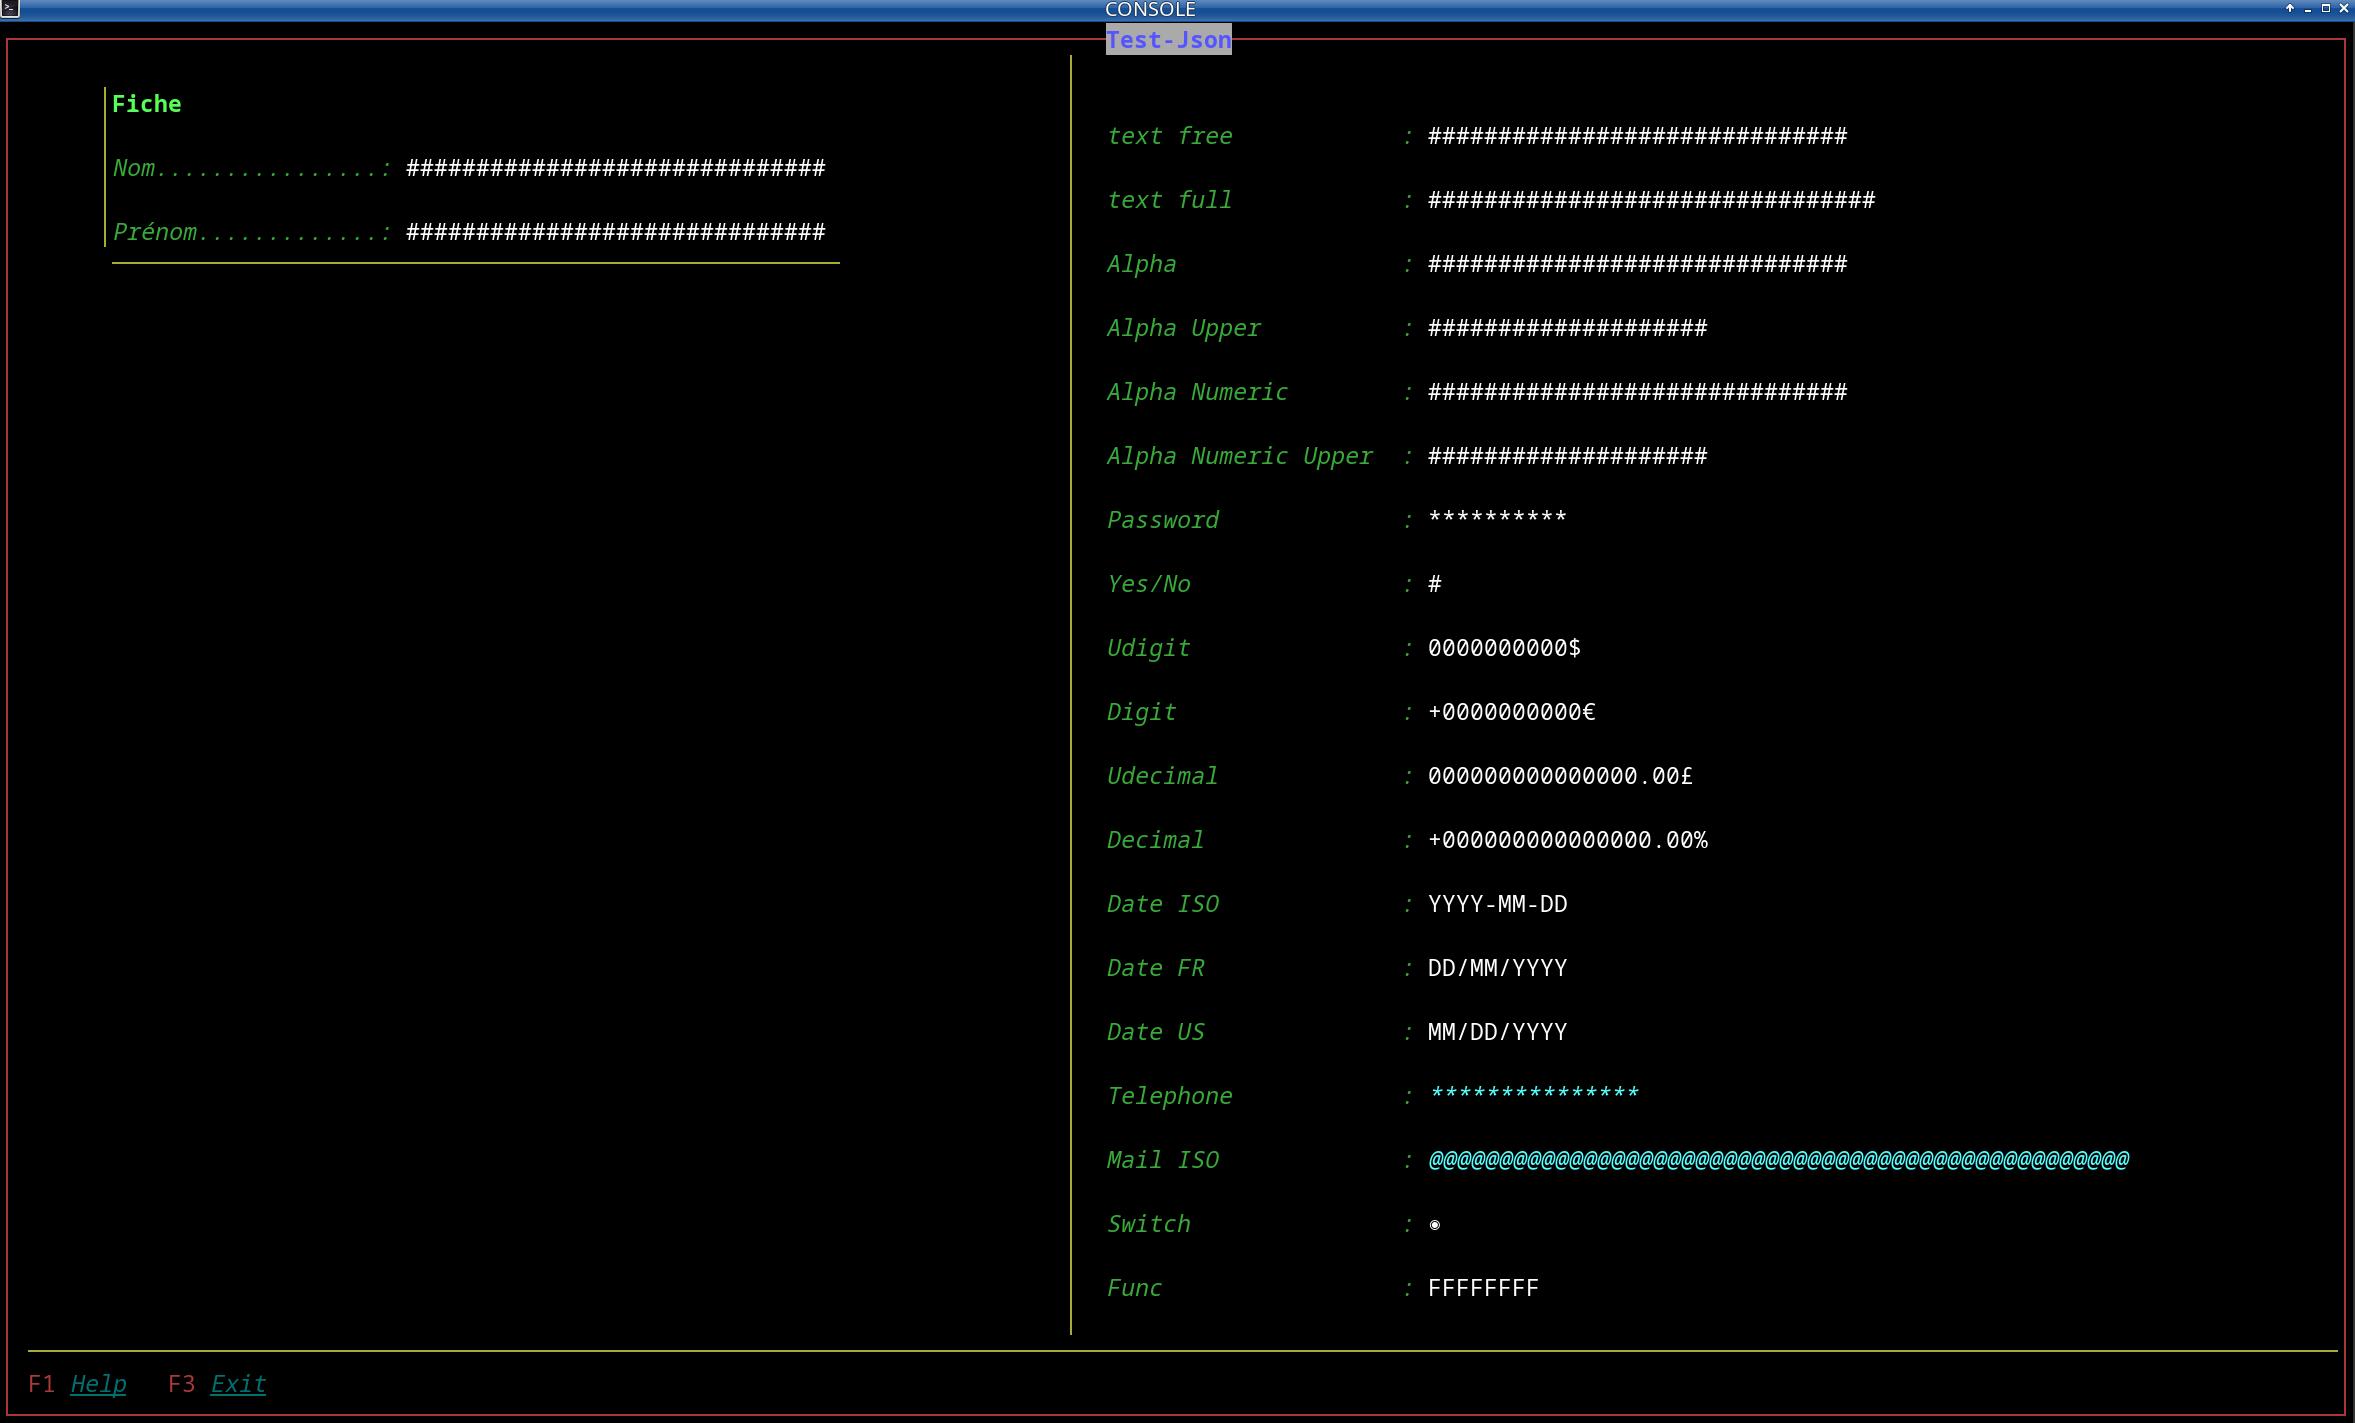 CONSOLE
Test-Json
Fiche
Nom................: ##############################
Prénom.............: ##############################
text free : ##############################
text full : ################################
Alpha : ##############################
Alpha Upper : ####################
Alpha Numeric : ##############################
Alpha Numeric Upper : ####################
Password : **********
Yes/No : #
Udigit : 0000000000$
Digit : +0000000000€
Udecimal : 000000000000000.00£
Decimal : +000000000000000.00%
Date ISO : YYYY-MM-DD
Date FR : DD/MM/YYYY
Date US : MM/DD/YYYY
Telephone : ***************
Mail ISO : @@@@@@@@@@@@@@@@@@@@@@@@@@@@@@@@@@@@@@@@@@@@@@@@@@
Switch : ◉
Func : FFFFFFFF
F1 Help F3 Exit